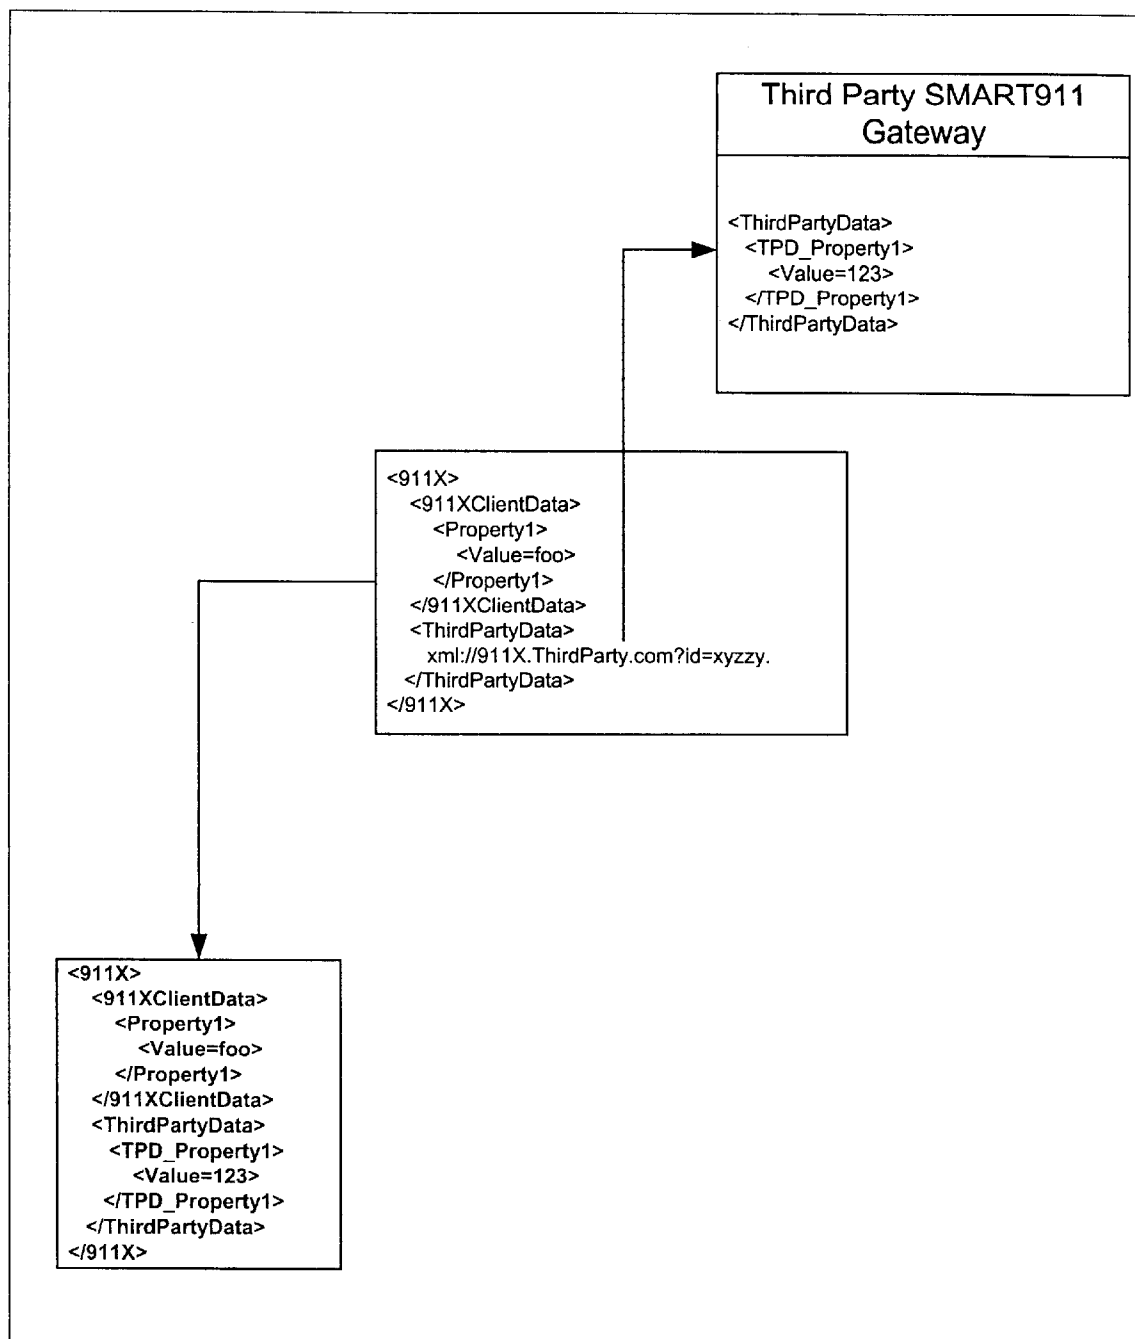 Third Party SMART911
Gateway
<ThirdPartyData>
<TPD_Property1>
<Value=123>
</TPD_Property1>
</ThirdPartyData>
<911X>
<911XClientData>
<Property1>
<Value=foo>
</Property1>
</911XClientData>
<ThirdPartyData>
xml://911X.ThirdParty.com?id=xyzzy.
</ThirdPartyData>
</911X>
<911X>
<911XClientData>
<Property1>
<Value=foo>
</Property1>
</911XClientData>
<ThirdPartyData>
<TPD_Property1>
<Value=123>
</TPD_Property1>
</ThirdPartyData>
</911X>